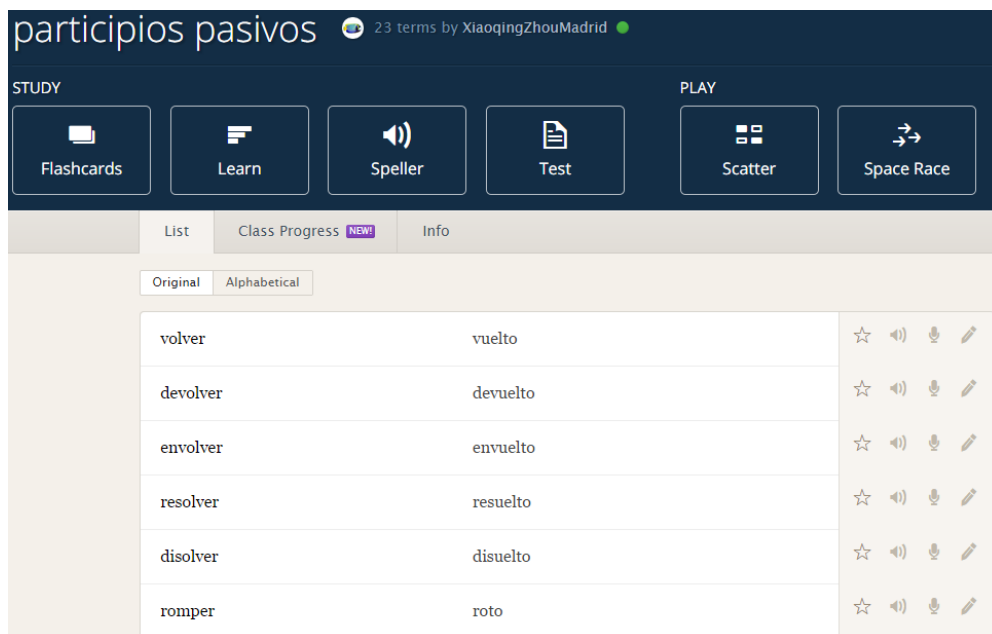 participios pasivos 23 terms by XiaoqingZhouMadrid
STUDY PLAY
Flashcards Learn Speller Test Scatter Space Race
List Class Progress NEW! Info
Original Alphabetical
volver vuelto
devolver devuelto
envolver envuelto
resolver resuelto
disolver disuelto
romper roto